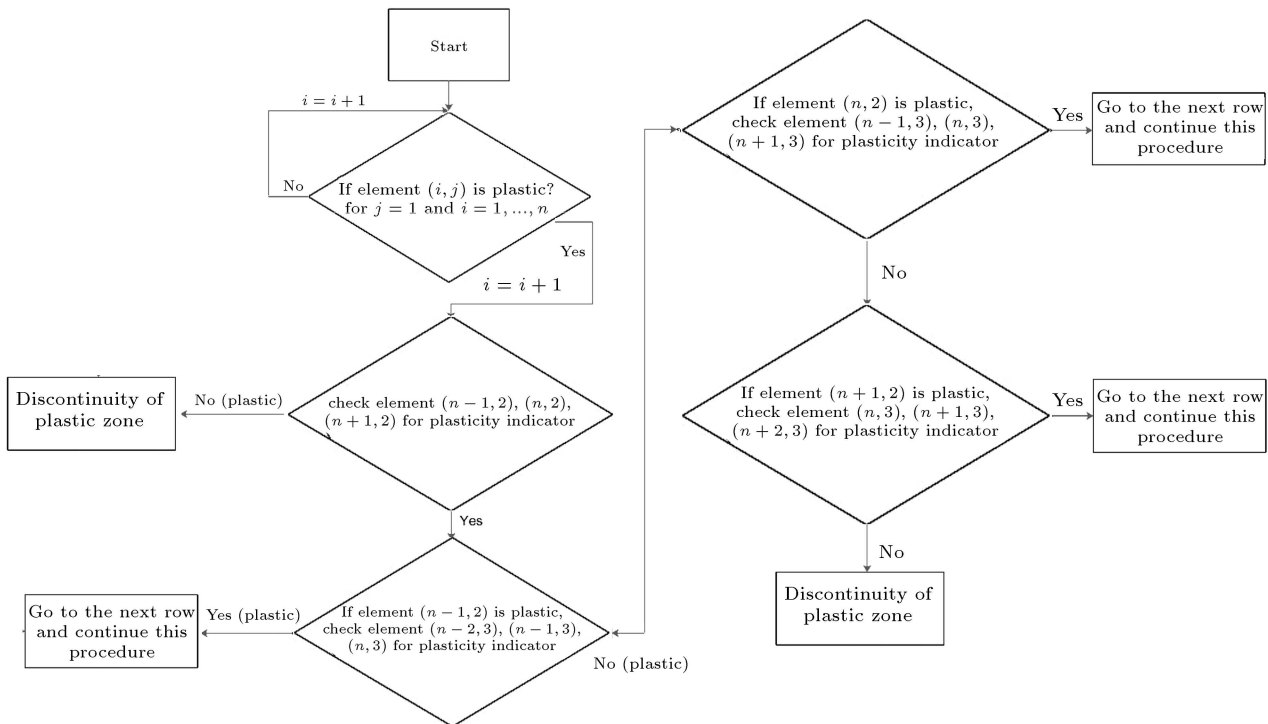 Start
i = i + 1
No
If element (i, j) is plastic?
for j = 1 and i = 1, ..., n
Yes
i = i + 1
check element (n − 1, 2), (n, 2),
(n + 1, 2) for plasticity indicator
No (plastic)
Discontinuity of
plastic zone
Yes
If element (n − 1, 2) is plastic,
check element (n − 2, 3), (n − 1, 3),
(n, 3) for plasticity indicator
Yes (plastic)
Go to the next row
and continue this
procedure
No (plastic)
If element (n, 2) is plastic,
check element (n − 1, 3), (n, 3),
(n + 1, 3) for plasticity indicator
Yes
Go to the next row
and continue this
procedure
No
If element (n + 1, 2) is plastic,
check element (n, 3), (n + 1, 3),
(n + 2, 3) for plasticity indicator
Yes
Go to the next row
and continue this
procedure
No
Discontinuity of
plastic zone